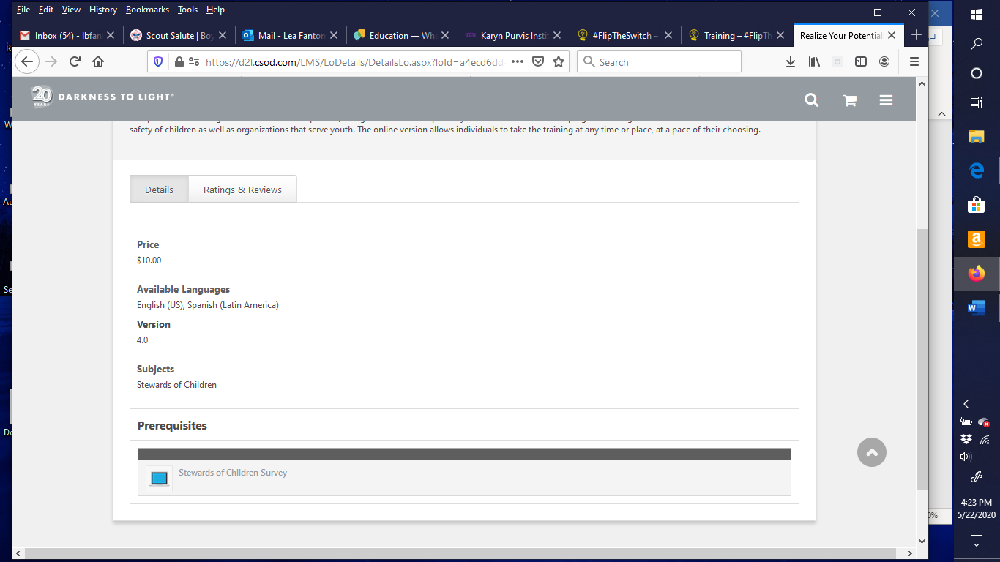 File Edit View History Bookmarks Tools Help
Inbox (54) - lbfan
Scout Salute | Boy
Mail - Lea Fanton
Education — Wha
Karyn Purvis Instit
#FlipTheSwitch –
Training – #FlipTh
Realize Your Potential
https://d2l.csod.com/LMS/LoDetails/DetailsLo.aspx?loId=a4ecd6dd
Search
20 YEARS DARKNESS TO LIGHT®
safety of children as well as organizations that serve youth. The online version allows individuals to take the training at any time or place, at a pace of their choosing.
Details
Ratings & Reviews
Price
$10.00
Available Languages
English (US), Spanish (Latin America)
Version
4.0
Subjects
Stewards of Children
Prerequisites
Stewards of Children Survey
4:23 PM
5/22/2020